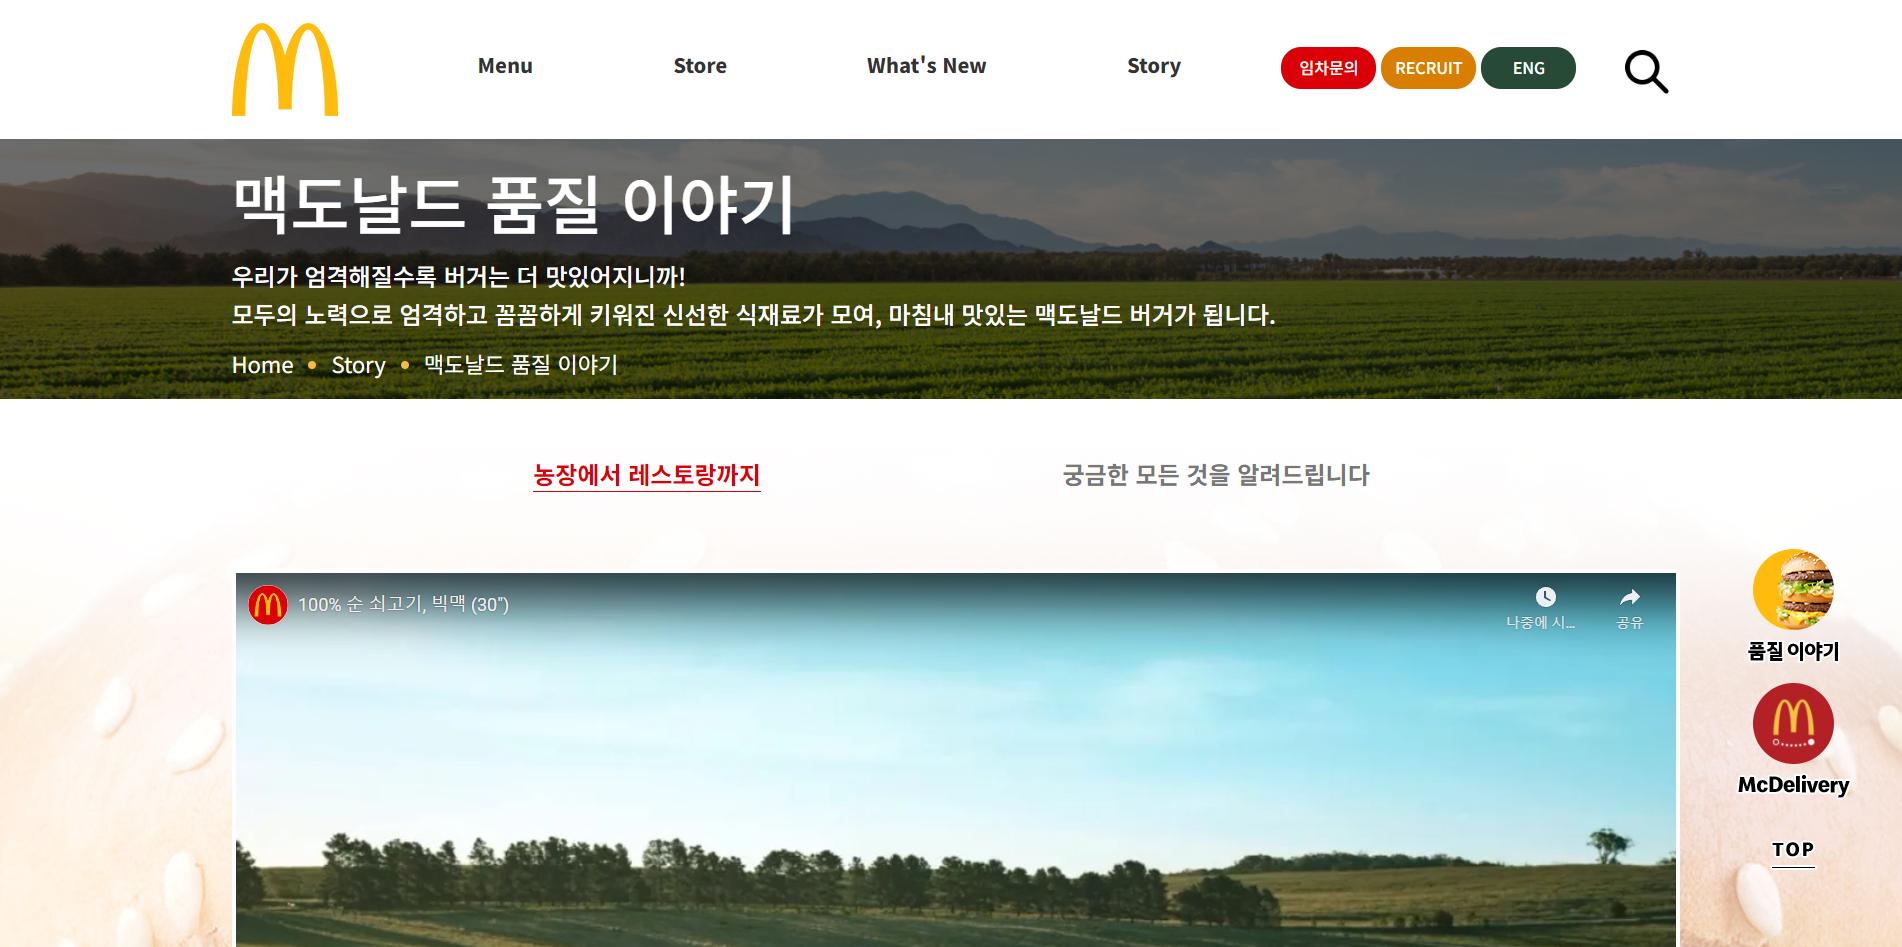 Menu
Store
What's New
Story
임차문의
RECRUIT
ENG
맥도날드 품질 이야기
우리가 엄격해질수록 버거는 더 맛있어지니까!
모두의 노력으로 엄격하고 꼼꼼하게 키워진 신선한 식재료가 모여, 마침내 맛있는 맥도날드 버거가 됩니다.
Home • Story • 맥도날드 품질 이야기
농장에서 레스토랑까지
궁금한 모든 것을 알려드립니다
100% 순 쇠고기, 빅맥 (30")
나중에 시...
공유
품질 이야기
McDelivery
TOP